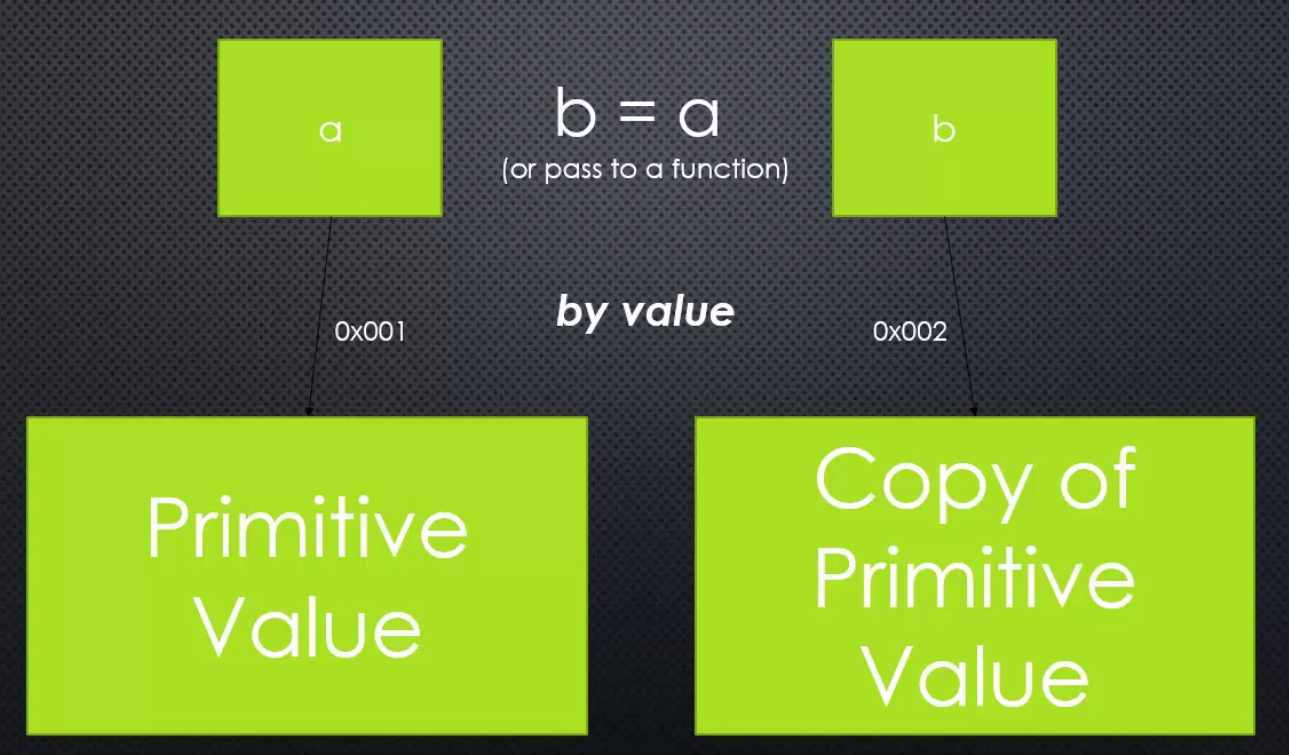 a
b = a
(or pass to a function)
b
by value
0x001
0x002
Primitive
Value
Copy of
Primitive
Value